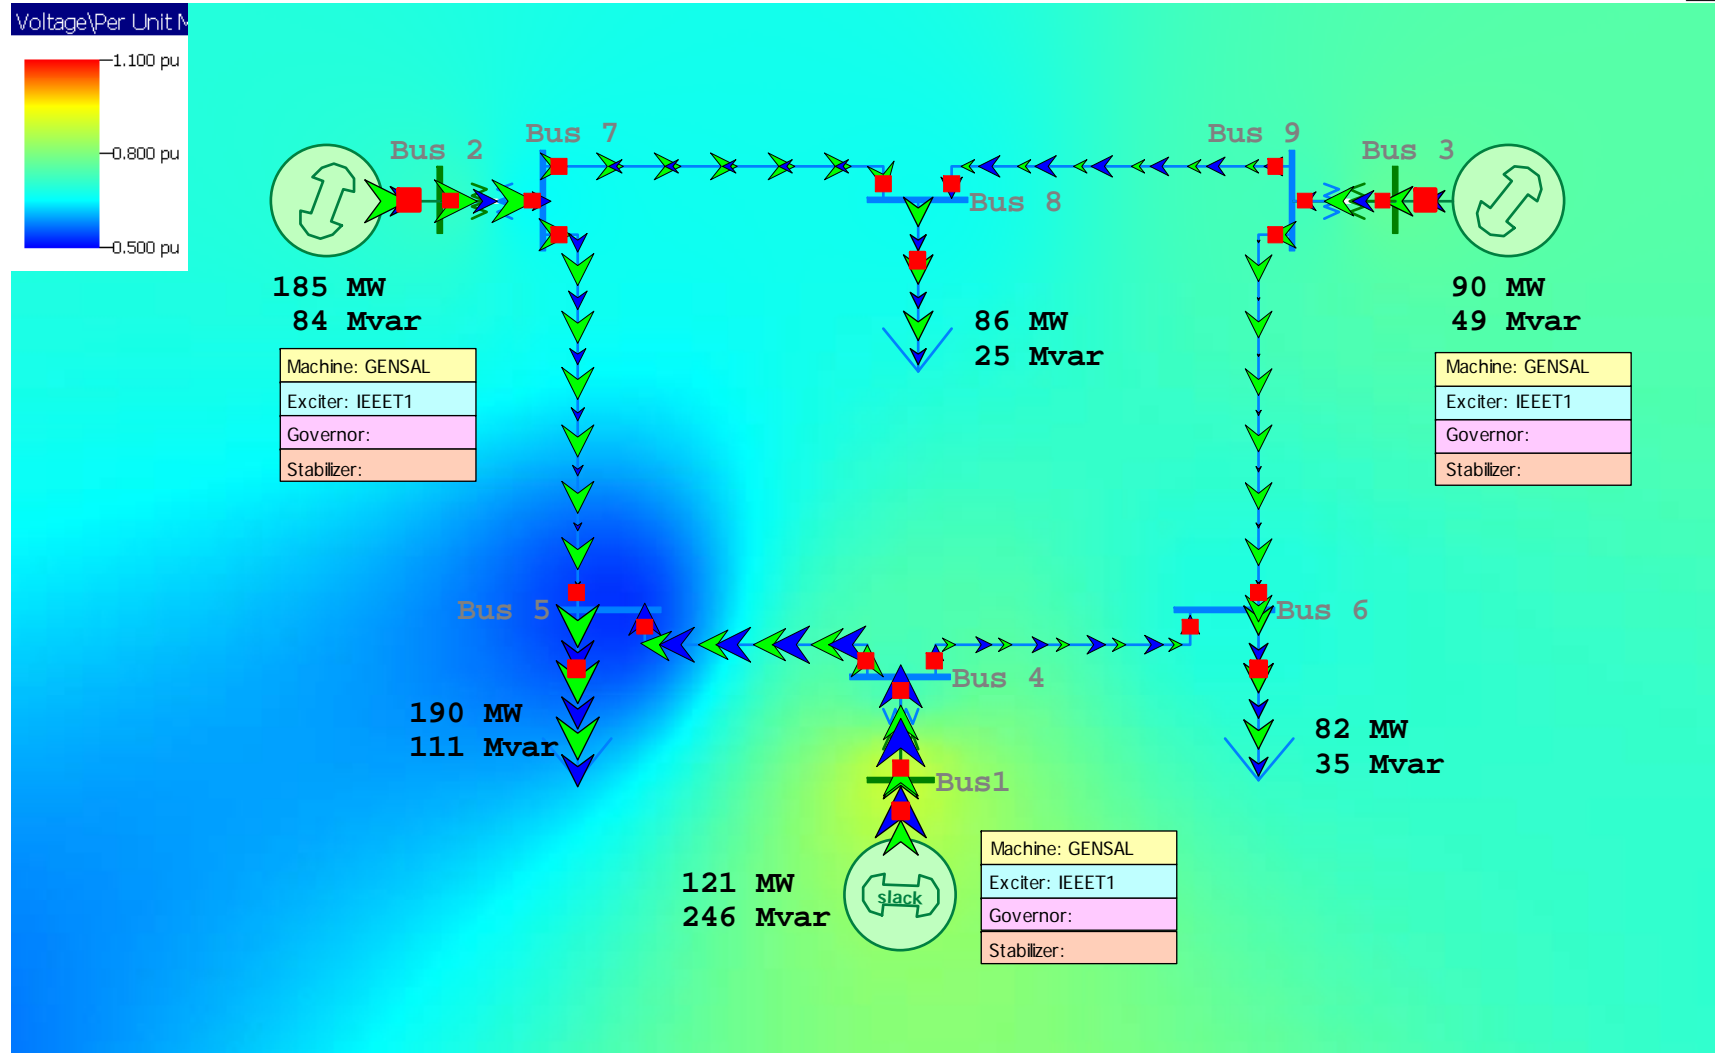 Voltage\Per Unit M
1.100 pu
0.800 pu
0.500 pu
Bus 2
Bus 7
Bus 9
Bus 3
Bus 8
185 MW
84 Mvar
86 MW
25 Mvar
90 MW
49 Mvar
Machine: GENSAL
Exciter: IEEET1
Governor:
Stabilizer:
Machine: GENSAL
Exciter: IEEET1
Governor:
Stabilizer:
Bus 5
Bus 6
Bus 4
190 MW
111 Mvar
82 MW
35 Mvar
Bus1
121 MW
246 Mvar
slack
Machine: GENSAL
Exciter: IEEET1
Governor:
Stabilizer: